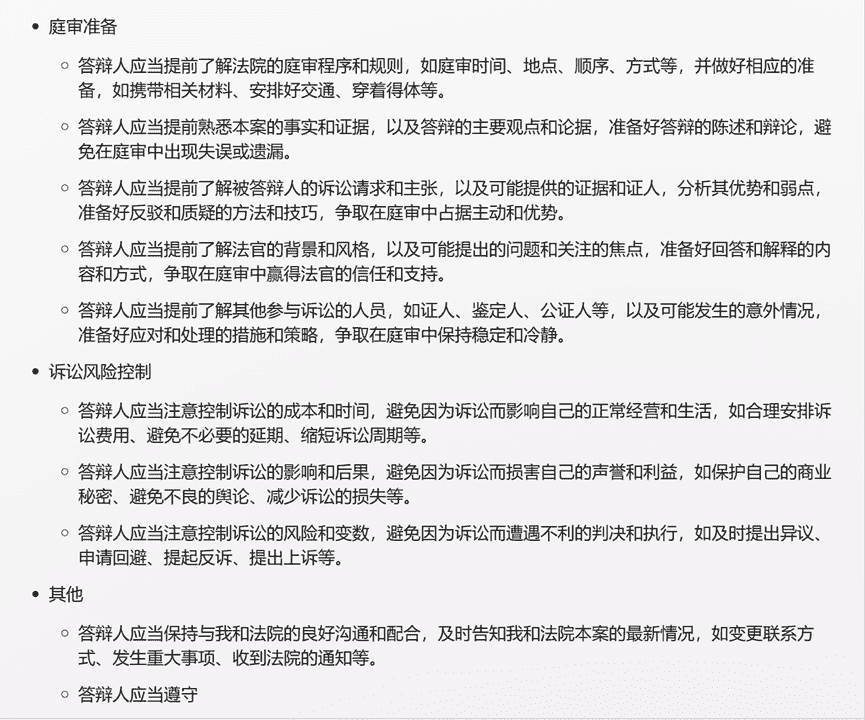 庭审准备
答辩人应当提前了解法院的庭审程序和规则，如庭审时间、地点、顺序、方式等，并做好相应的准
备，如携带相关材料、安排好交通、穿着得体等。
答辩人应当提前熟悉本案的事实和证据，以及答辩的主要观点和论据，准备好答辩的陈述和辩论，避
免在庭审中出现失误或遗漏。
答辩人应当提前了解被答辩人的诉讼请求和主张，以及可能提供的证据和证人，分析其优势和弱点，
准备好反驳和质疑的方法和技巧，争取在庭审中占据主动和优势。
答辩人应当提前了解法官的背景和风格，以及可能提出的问题和关注的焦点，准备好回答和解释的内
容和方式，争取在庭审中赢得法官的信任和支持。
答辩人应当提前了解其他参与诉讼的人员，如证人、鉴定人、公证人等，以及可能发生的意外情况，
准备好应对和处理的措施和策略，争取在庭审中保持稳定和冷静。
诉讼风险控制
答辩人应当注意控制诉讼的成本和时间，避免因为诉讼而影响自己的正常经营和生活，如合理安排诉
讼费用、避免不必要的延期、缩短诉讼周期等。
答辩人应当注意控制诉讼的影响和后果，避免因为诉讼而损害自己的声誉和利益，如保护自己的商业
秘密、避免不良的舆论、减少诉讼的损失等。
答辩人应当注意控制诉讼的风险和变数，避免因为诉讼而遭遇不利的判决和执行，如及时提出异议、
申请回避、提起反诉、提出上诉等。
其他
答辩人应当保持与我和法院的良好沟通和配合，及时告知我和法院本案的最新情况，如变更联系方
式、发生重大事项、收到法院的通知等。
答辩人应当遵守